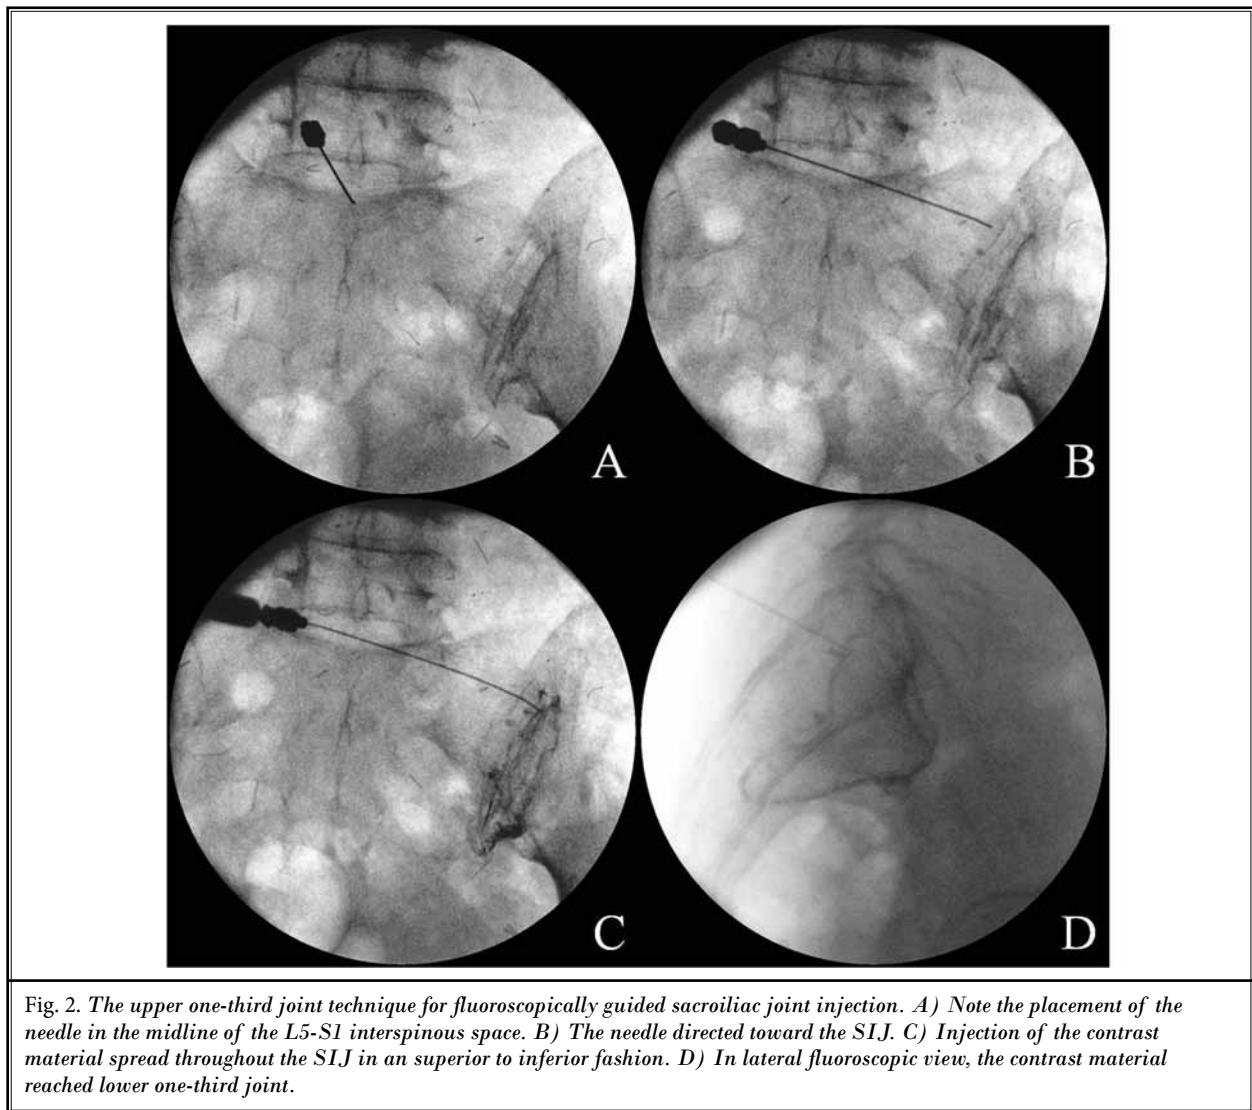 A
B
C
D
Fig. 2. The upper one-third joint technique for fluoroscopically guided sacroiliac joint injection. A) Note the placement of the
needle in the midline of the L5-S1 interspinous space. B) The needle directed toward the SIJ. C) Injection of the contrast
material spread throughout the SIJ in an superior to inferior fashion. D) In lateral fluoroscopic view, the contrast material
reached lower one-third joint.